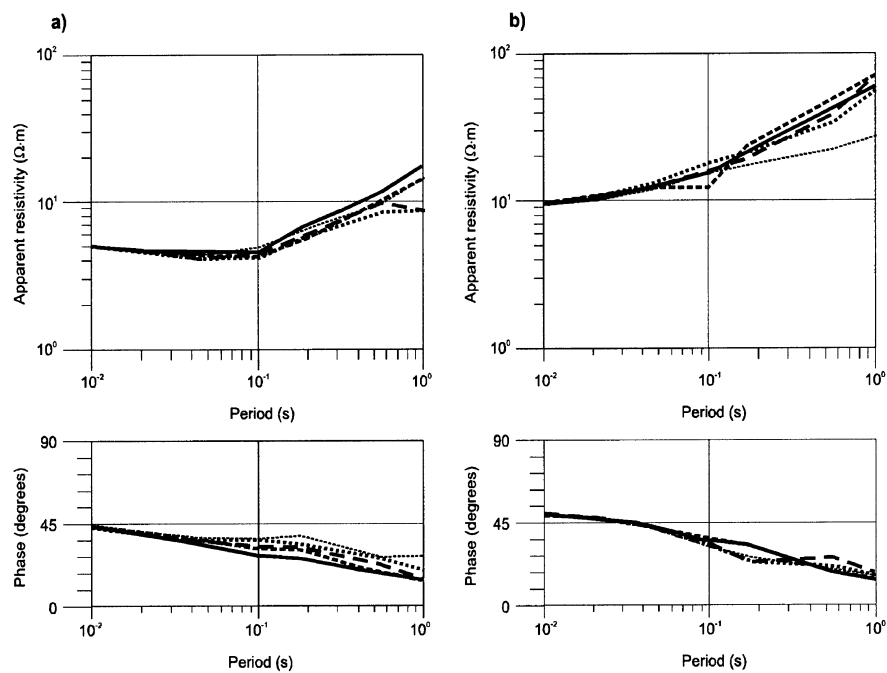 a)
Apparent resistivity (Ω·m)
10²
10¹
10⁰
10⁻² 10⁻¹ 10⁰
Period (s)
Phase (degrees)
90
45
0
10⁻² 10⁻¹ 10⁰
Period (s)
b)
Apparent resistivity (Ω·m)
10²
10¹
10⁰
10⁻² 10⁻¹ 10⁰
Period (s)
Phase (degrees)
90
45
0
10⁻² 10⁻¹ 10⁰
Period (s)